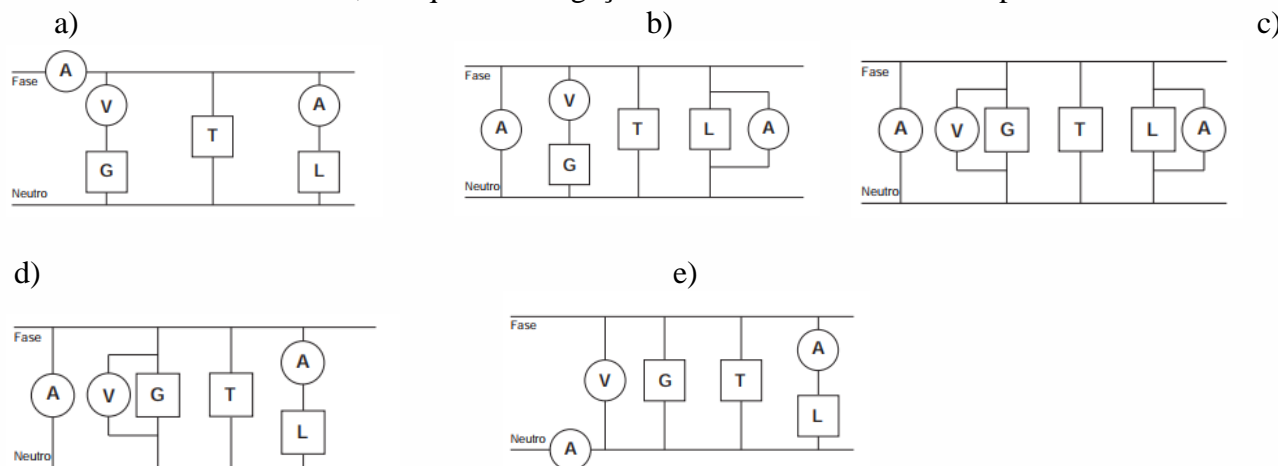 a) b) c)
A
Fase
V A
T
G L
Neutro
Fase
V
A T L A
G
Neutro
Fase
A V G T L A
Neutro
d) e)
Fase
A
A V G T
L
Neutro
Fase
A
V G T
L
Neutro
A